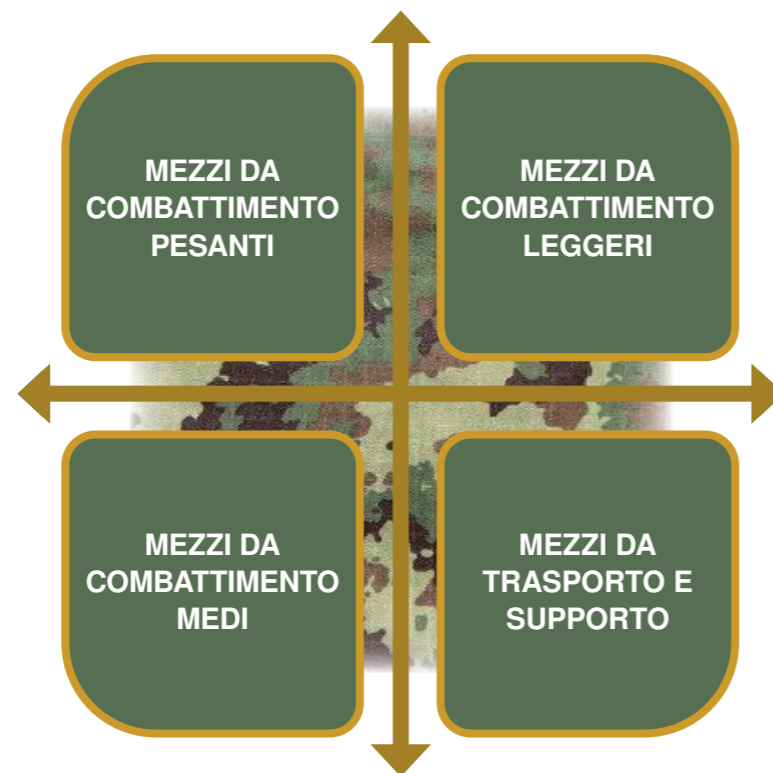 MEZZI DA
COMBATTIMENTO
PESANTI
MEZZI DA
COMBATTIMENTO
LEGGERI
MEZZI DA
COMBATTIMENTO
MEDI
MEZZI DA
TRASPORTO E
SUPPORTO